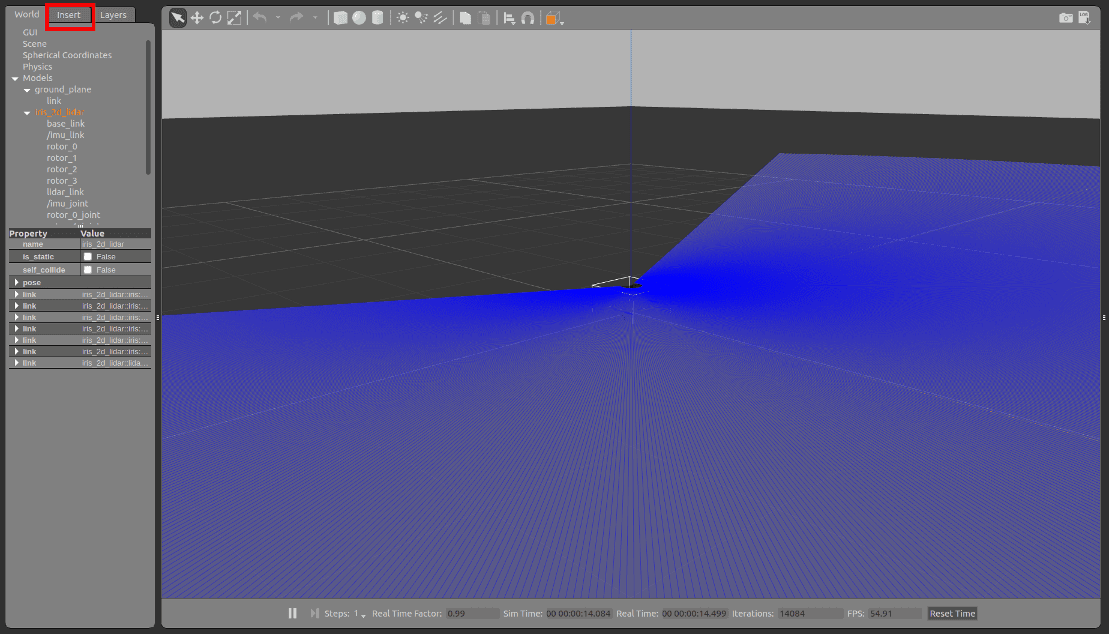 World Insert Layers
GUI
Scene
Spherical Coordinates
Physics
Models
ground_plane
link
iris_2d_lidar
base_link
/imu_link
rotor_0
rotor_1
rotor_2
rotor_3
lidar_link
/imu_joint
rotor_0_joint
Property Value
name iris_2d_lidar
is_static False
self_collide False
pose
link iris_2d_lidar::iris:...
link iris_2d_lidar::iris:...
link iris_2d_lidar::iris:...
link iris_2d_lidar::iris:...
link iris_2d_lidar::iris:...
link iris_2d_lidar::iris:...
link iris_2d_lidar::lida...
Steps: 1 Real Time Factor: 0.99 Sim Time: 00 00:00:14.084 Real Time: 00 00:00:14.499 Iterations: 14084 FPS: 54.91 Reset Time